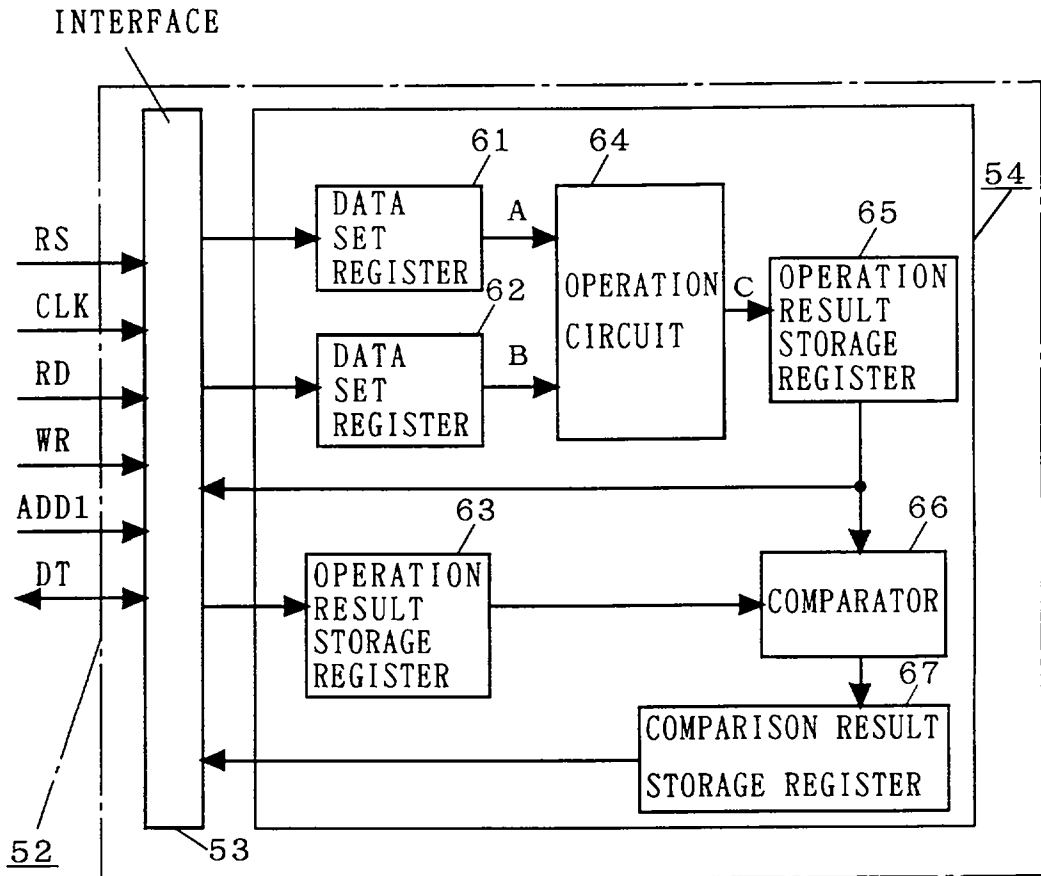 INTERFACE
61
64
54
DATA
SET
REGISTER
A
65
RS
OPERATION
RESULT
STORAGE
REGISTER
CLK
62
OPERATION
CIRCUIT
C
DATA
SET
REGISTER
B
RD
WR
ADD1
63
66
DT
OPERATION
RESULT
STORAGE
REGISTER
COMPARATOR
67
COMPARISON RESULT
STORAGE REGISTER
52
53